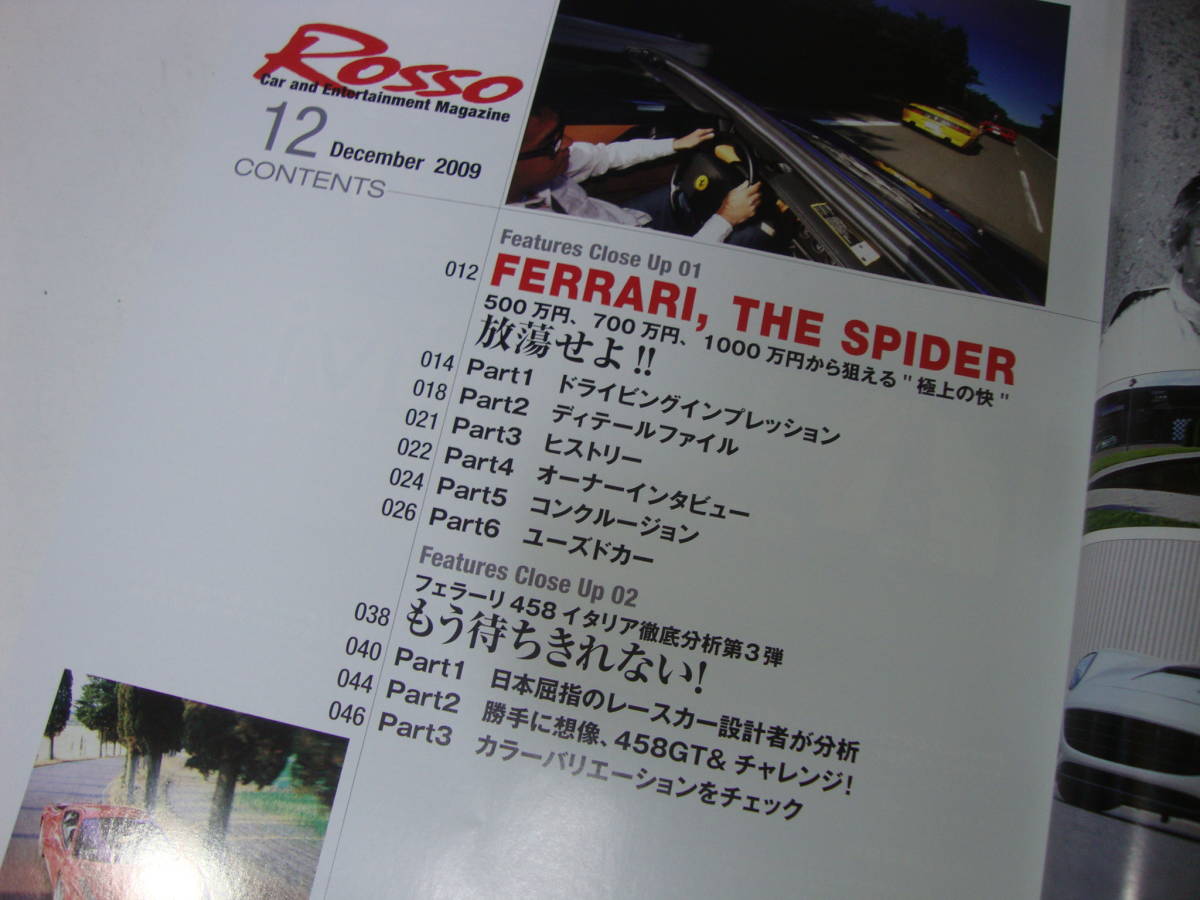 Rosso
Car and Entertainment Magazine
12 December 2009
CONTENTS
Features Close Up 01
012 FERRARI, THE SPIDER
500万円、700万円、1000万円から狙える"極上の快"
放蕩せよ!!
014 Part1 ドライビングインプレッション
018 Part2 ディテールファイル
021 Part3 ヒストリー
022 Part4 オーナーインタビュー
024 Part5 コンクルージョン
026 Part6 ユーズドカー
Features Close Up 02
フェラーリ458イタリア徹底分析第3弾
038 もう待ちきれない!
040 Part1 日本屈指のレースカー設計者が分析
044 Part2 勝手に想像、458GT&チャレンジ!
046 Part3 カラーバリエーションをチェック